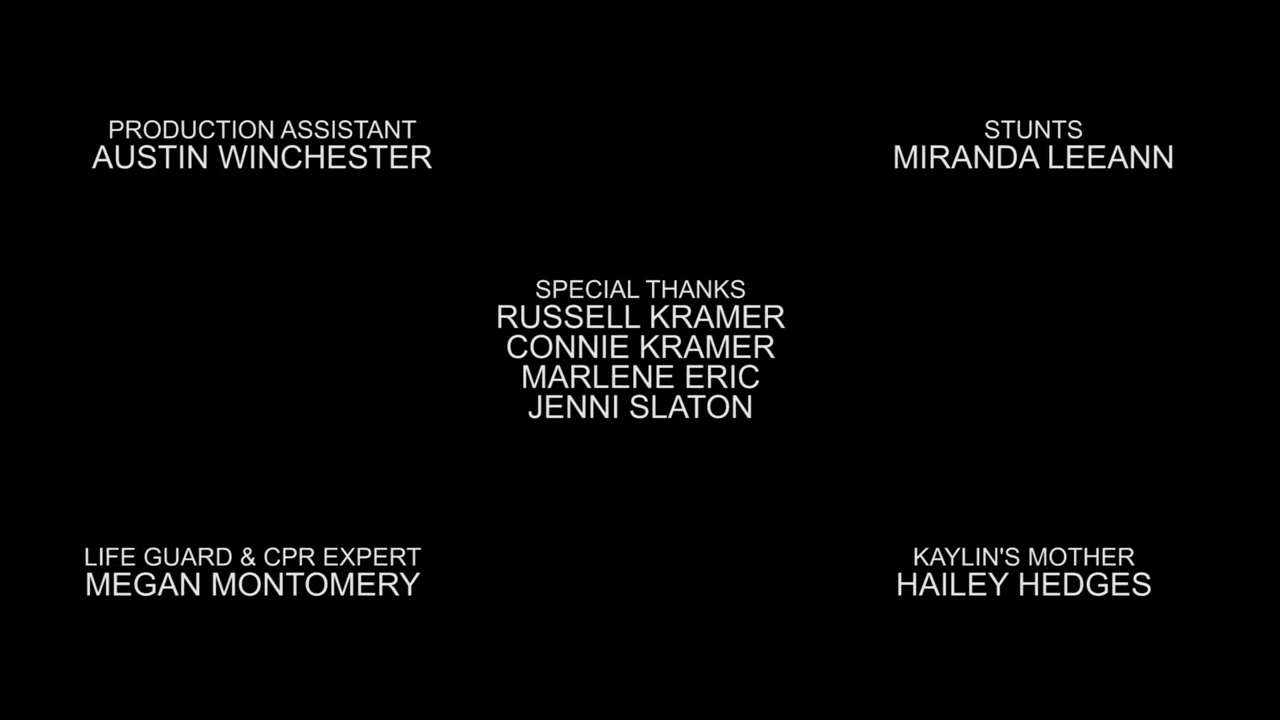 PRODUCTION ASSISTANT
AUSTIN WINCHESTER
STUNTS
MIRANDA LEEANN
SPECIAL THANKS
RUSSELL KRAMER
CONNIE KRAMER
MARLENE ERIC
JENNI SLATON
LIFE GUARD & CPR EXPERT
MEGAN MONTOMERY
KAYLIN'S MOTHER
HAILEY HEDGES